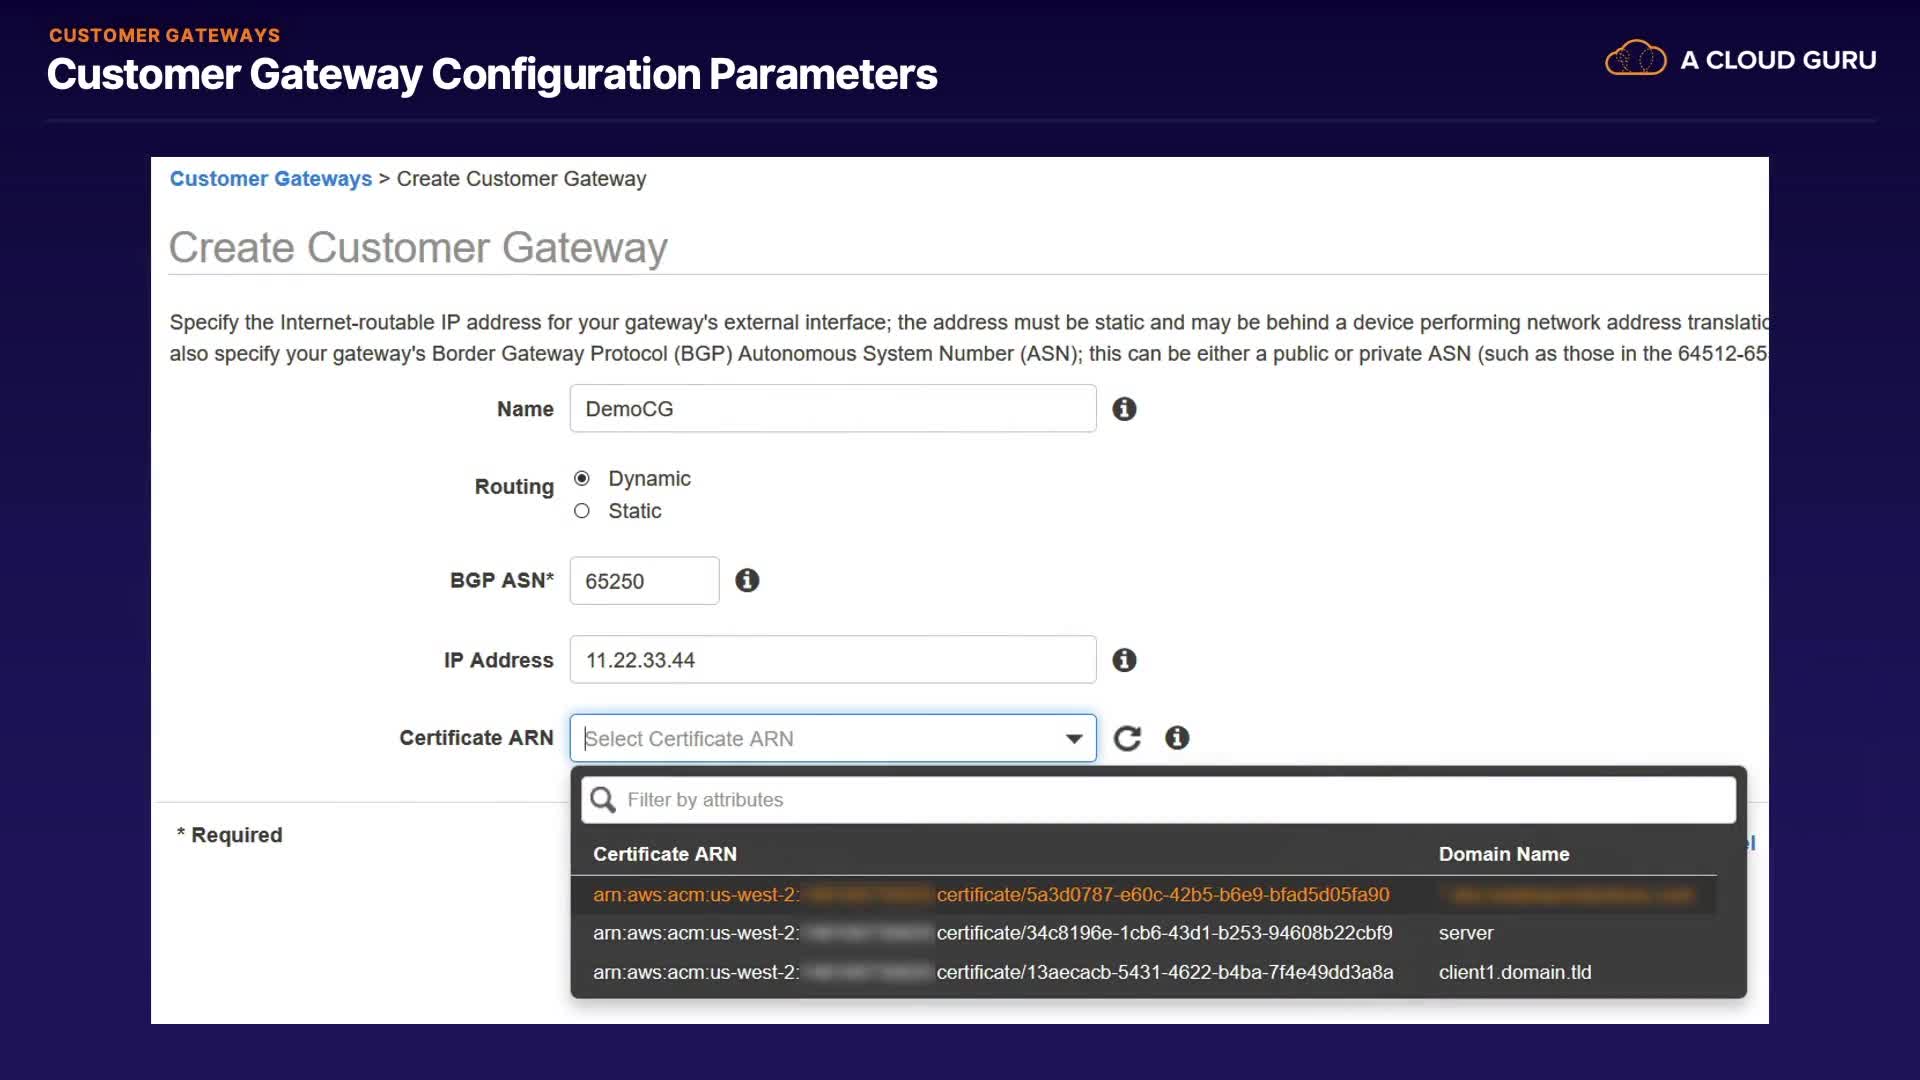 CUSTOMER GATEWAYS
Customer Gateway Configuration Parameters
A CLOUD GURU
Customer Gateways > Create Customer Gateway
Create Customer Gateway
Specify the Internet-routable IP address for your gateway's external interface; the address must be static and may be behind a device performing network address
also specify your gateway's Border Gateway Protocol (BGP) Autonomous System Number (ASN); this can be either a public or private ASN (such as those in the 64512-65
Name DemoCG
Routing Dynamic
Static
BGP ASN* 65250
IP Address 11.22.33.44
Certificate ARN Select Certificate ARN
Filter by attributes
* Required
Certificate ARN Domain Name
arn:aws:acm:us-west-2: certificate/5a3d0787-e60c-42b5-b6e9-bfad5d05fa90
arn:aws:acm:us-west-2: certificate/34c8196e-1cb6-43d1-b253-94608b22cbf9 server
arn:aws:acm:us-west-2: certificate/13aecacb-5431-4622-b4ba-7f4e49dd3a8a client1.domain.tld